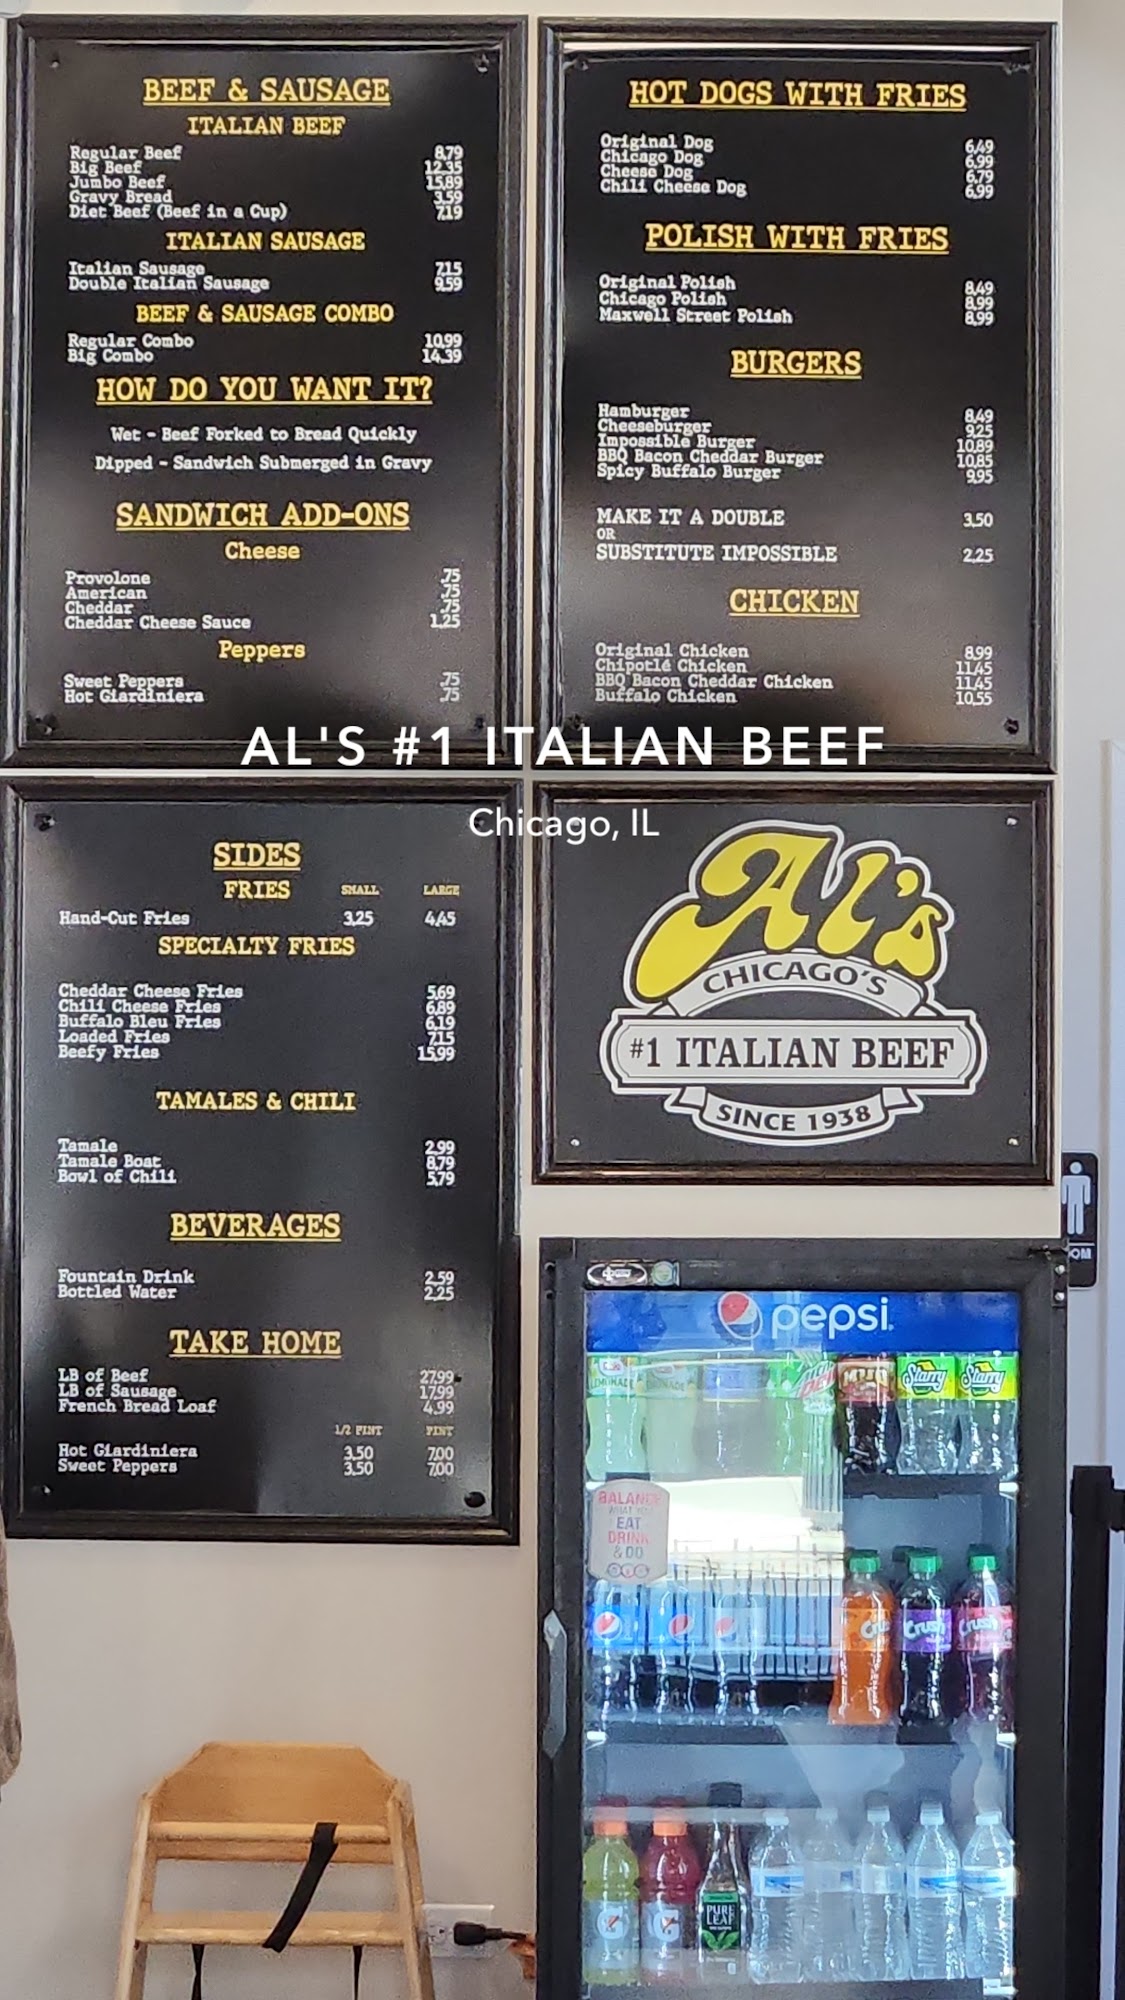 BEEF & SAUSAGE
ITALIAN BEEF
Regular Beef 8.79
Big Beef 12.35
Jumbo Beef 15.89
Gravy Bread 3.59
Diet Beef (Beef in a Cup) 7.19
ITALIAN SAUSAGE
Italian Sausage 7.15
Double Italian Sausage 9.59
BEEF & SAUSAGE COMBO
Regular Combo 10.99
Big Combo 14.39
HOW DO YOU WANT IT?
Wet - Beef Forked to Bread Quickly
Dipped - Sandwich Submerged in Gravy
SANDWICH ADD-ONS
Cheese
Provolone .75
American .75
Cheddar .75
Cheddar Cheese Sauce 1.25
Peppers
Sweet Peppers .75
Hot Giardiniera .75
HOT DOGS WITH FRIES
Original Dog 6.49
Chicago Dog 6.99
Cheese Dog 6.79
Chili Cheese Dog 6.99
POLISH WITH FRIES
Original Polish 8.49
Chicago Polish 8.99
Maxwell Street Polish 8.99
BURGERS
Hamburger 8.49
Cheeseburger 9.25
Impossible Burger 10.89
BBQ Bacon Cheddar Burger 10.85
Spicy Buffalo Burger 9.95
MAKE IT A DOUBLE 3.50
OR
SUBSTITUTE IMPOSSIBLE 2.25
CHICKEN
Original Chicken 8.99
Chipotlé Chicken 11.45
BBQ Bacon Cheddar Chicken 11.45
Buffalo Chicken 10.55
AL'S #1 ITALIAN BEEF
Chicago, IL
SIDES
FRIES SMALL LARGE
Hand-Cut Fries 3.25 4.45
SPECIALTY FRIES
Cheddar Cheese Fries 5.69
Chili Cheese Fries 6.89
Buffalo Bleu Fries 6.19
Loaded Fries 7.15
Beefy Fries 15.99
TAMALES & CHILI
Tamale 2.99
Tamale Boat 8.79
Bowl of Chili 5.79
BEVERAGES
Fountain Drink 2.59
Bottled Water 2.25
TAKE HOME
LB of Beef 27.99
LB of Sausage 17.99
French Bread Loaf 4.99
1/2 PINT PINT
Hot Giardiniera 3.50 7.00
Sweet Peppers 3.50 7.00
Al's
CHICAGO'S
#1 ITALIAN BEEF
SINCE 1938
pepsi
LEMONADE
DEW
MUG
Starry
Starry
BALANCE
WHAT YOU
EAT
DRINK
& DO
Crush
Crush
Crush
G
G
PURE
LEAF